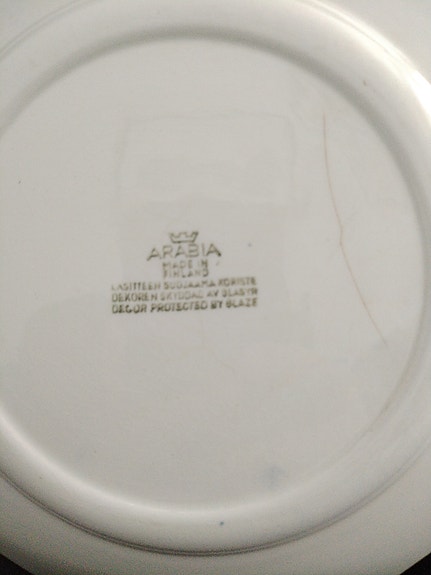 ARABIA
MADE IN
FINLAND
LASITTEEN SUOJAAMA KORISTE
DEKOREN SKYDDAD AV GLASYR
DECOR PROTECTED BY GLAZE